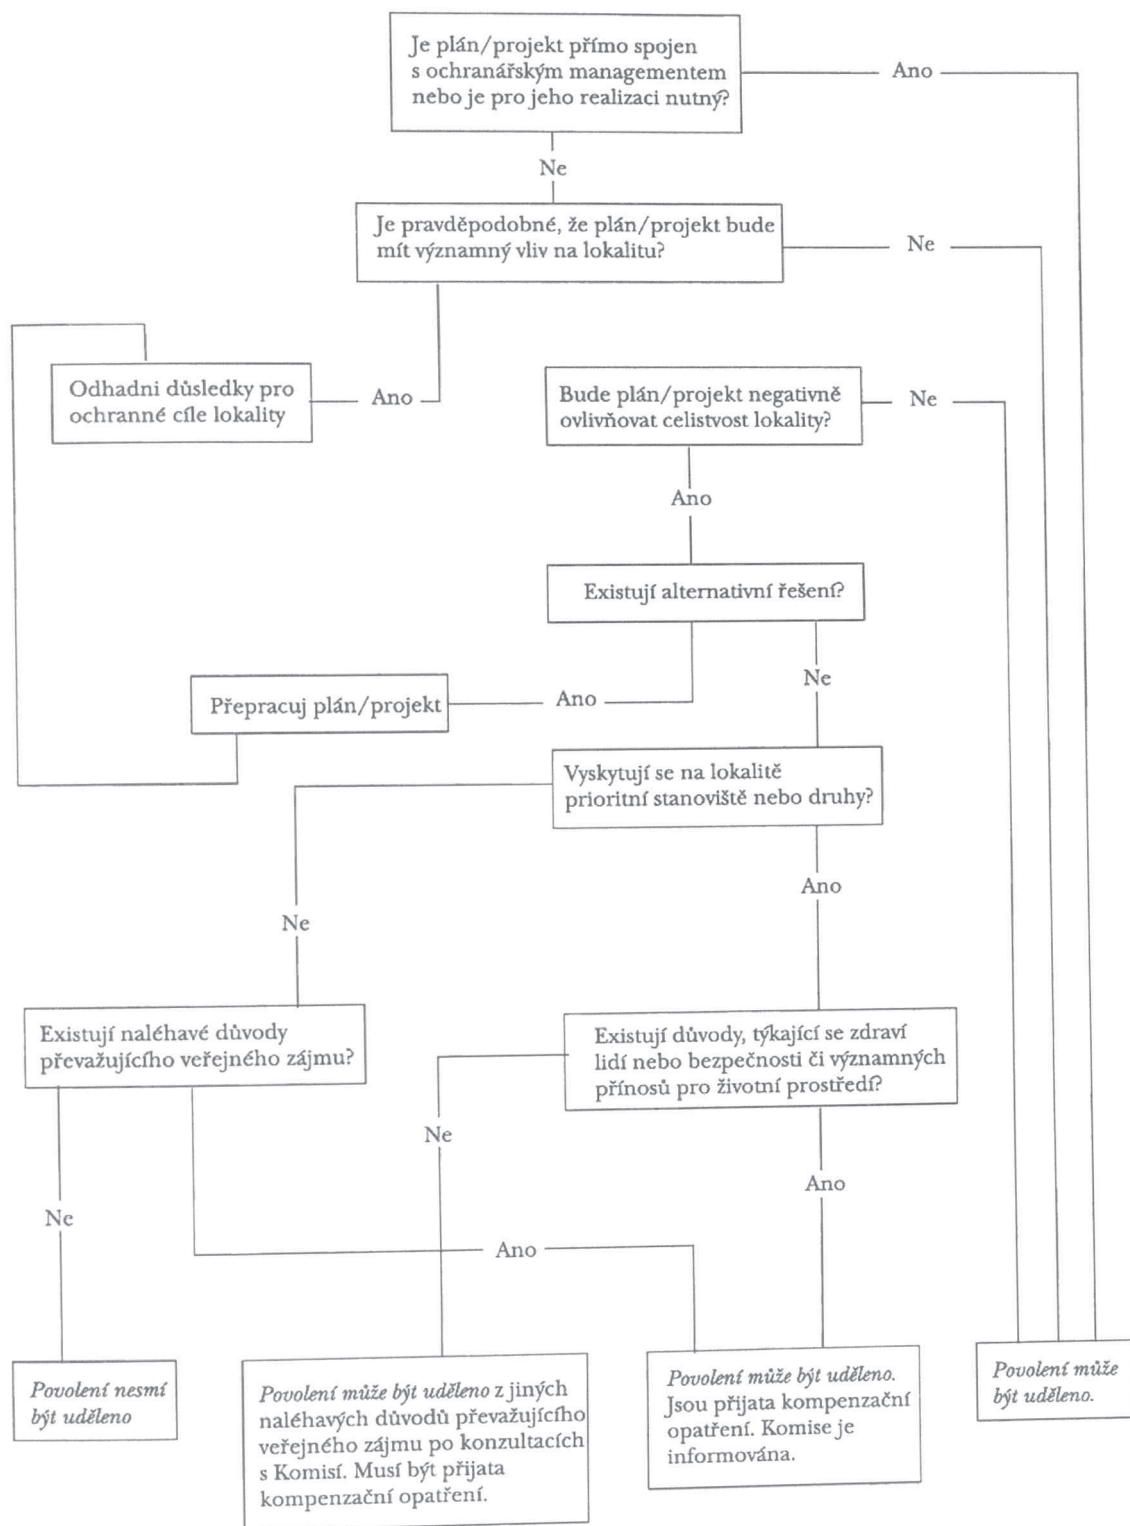 Je plán/projekt přímo spojen
s ochranářským managementem
nebo je pro jeho realizaci nutný?
Ano
Ne
Je pravděpodobné, že plán/projekt bude
mít významný vliv na lokalitu?
Ne
Odhadni důsledky pro
ochranné cíle lokality
Ano
Bude plán/projekt negativně
ovlivňovat celistvost lokality?
Ne
Ano
Existují alternativní řešení?
Ne
Přepracuj plán/projekt
Ano
Vyskytují se na lokalitě
prioritní stanoviště nebo druhy?
Ano
Ne
Existují naléhavé důvody
převažujícího veřejného zájmu?
Existují důvody, týkající se zdraví
lidí nebo bezpečnosti či významných
přínosů pro životní prostředí?
Ne
Ano
Ne
Ano
Povolení nesmí
být uděleno
Povolení může být uděleno z jiných
naléhavých důvodů převažujícího
veřejného zájmu po konzultacích
s Komisí. Musí být přijata
kompenzační opatření.
Povolení může být uděleno.
Jsou přijata kompenzační
opatření. Komise je
informována.
Povolení může
být uděleno.